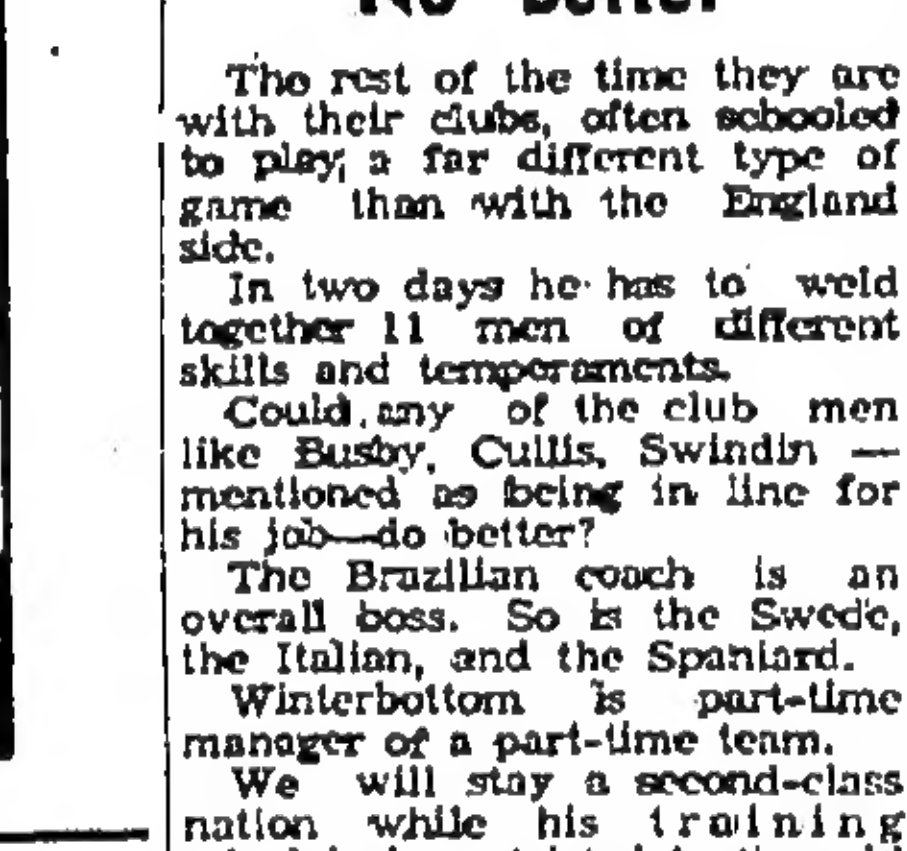 No better
The rest of the time they are
with their clubs, often schooled
to play, a far different type of
game than with the England
side.
In two days he has to weld
together 11 men of different
skills and temperaments.
Could any of the club men
like Busby, Cullis, Swindin —
mentioned as being in line for
his job—do better?
The Brazilian coach is an
overall boss. So is the Swede,
the Italian, and the Spaniard.
Winterbottom is part-time
manager of a part-time team.
We will stay a second-class
nation while his training